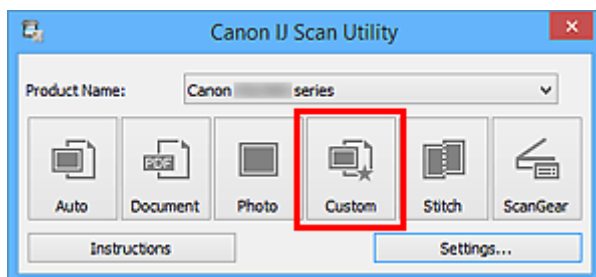 Canon IJ Scan Utility
Product Name: Canon series
PDF
Auto Document Photo Custom Stitch ScanGear
Instructions Settings...